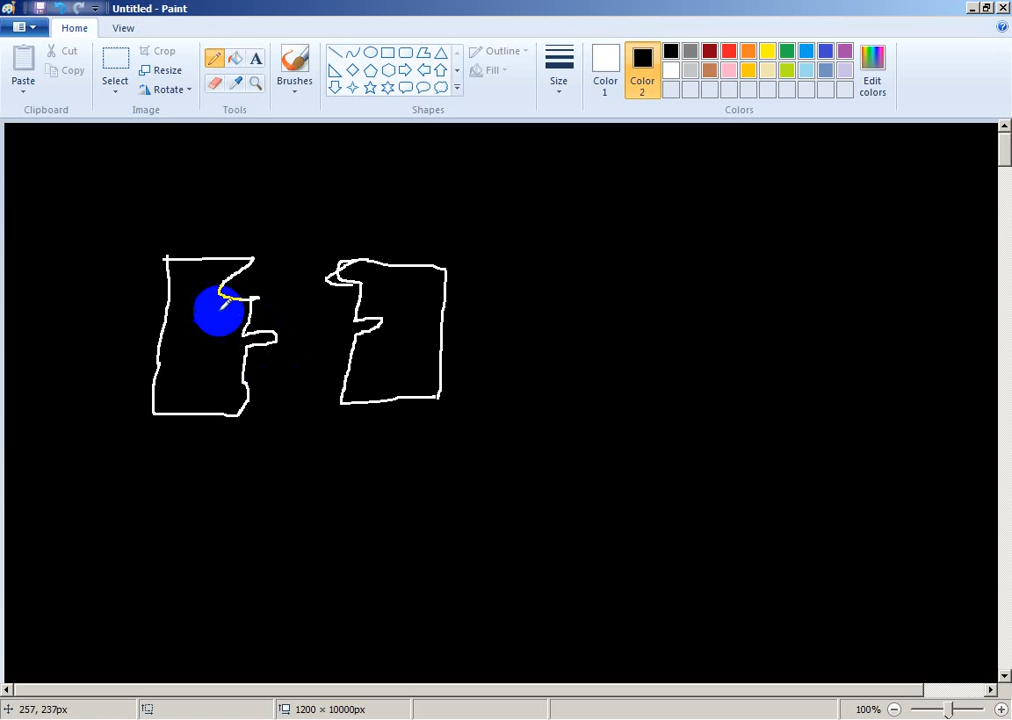 Untitled - Paint
Home View
Paste Cut Copy
Clipboard
Select Crop Resize Rotate
Image
A
Tools
Brushes
Shapes
Outline
Fill
Size
Color 1
Color 2
Edit colors
Colors
257, 237px
1200 × 10000px
100%